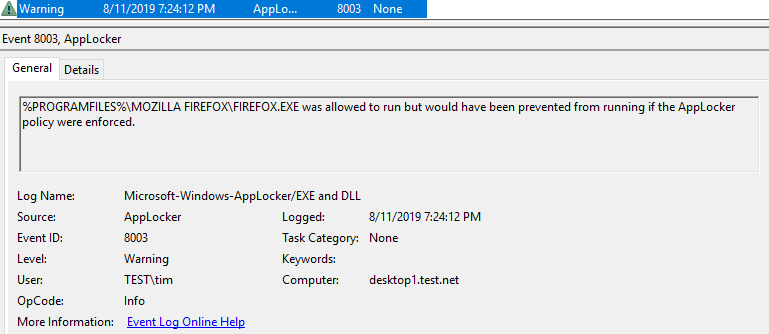 Warning 8/11/2019 7:24:12 PM AppLo... 8003 None
Event 8003, AppLocker
General Details
%PROGRAMFILES%\MOZILLA FIREFOX\FIREFOX.EXE was allowed to run but would have been prevented from running if the AppLocker
policy were enforced.
Log Name: Microsoft-Windows-AppLocker/EXE and DLL
Source: AppLocker Logged: 8/11/2019 7:24:12 PM
Event ID: 8003 Task Category: None
Level: Warning Keywords:
User: TEST\tim Computer: desktop1.test.net
OpCode: Info
More Information: Event Log Online Help